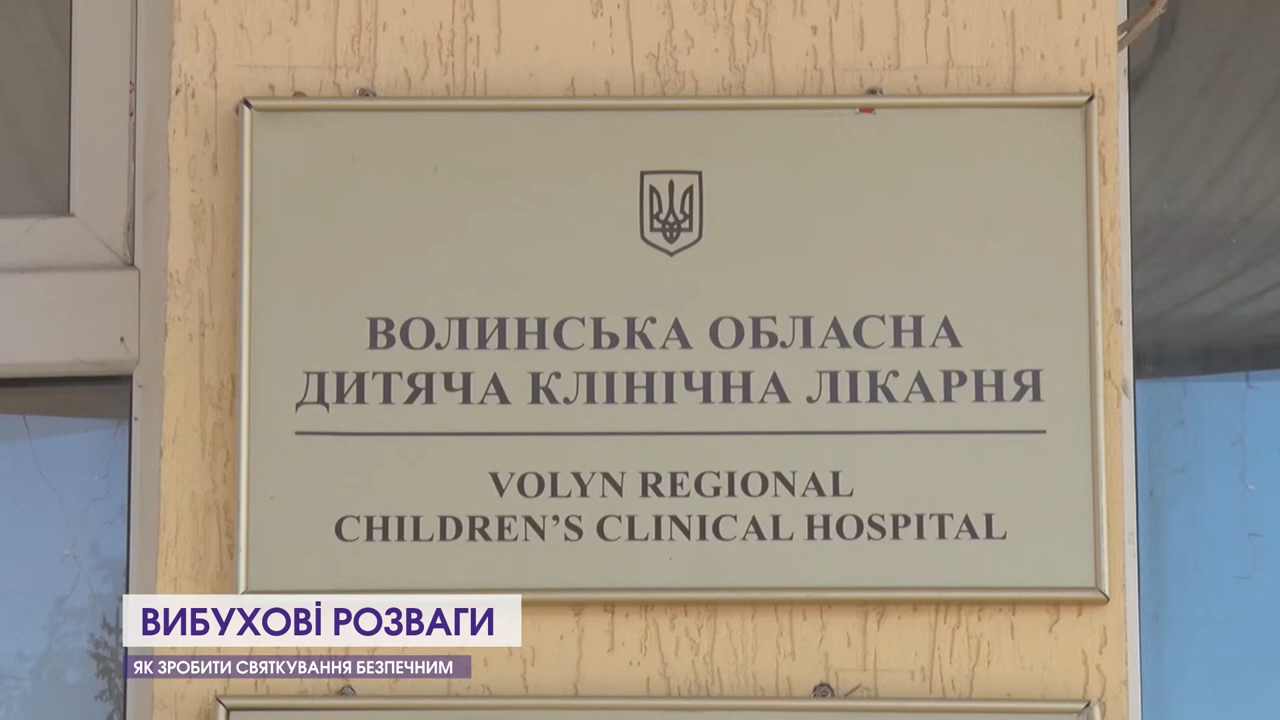 ВОЛИНСЬКА ОБЛАСНА
ДИТЯЧА КЛІНІЧНА ЛІКАРНЯ
VOLYN REGIONAL
CHILDREN’S CLINICAL HOSPITAL
ВИБУХОВі РОЗВАГИ
ЯК ЗРОБИТИ СВЯТКУВАННЯ БЕЗПЕЧНИМ